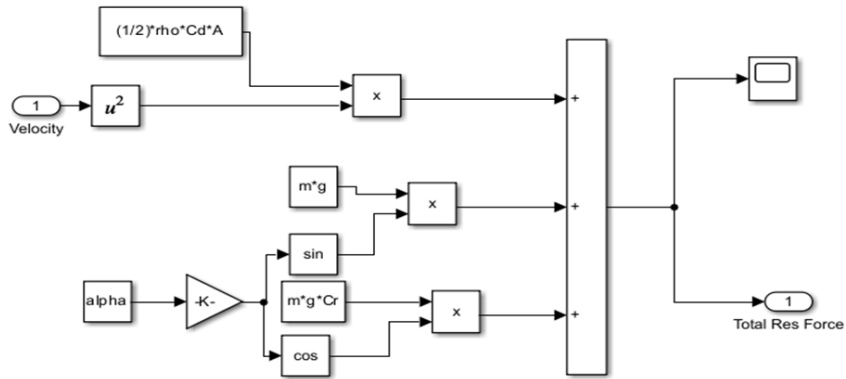 (1/2)*rho*Cd*A
1
Velocity
u²
x
+
m*g
x
+
sin
alpha
-K-
m*g*Cr
x
+
cos
1
Total Res Force